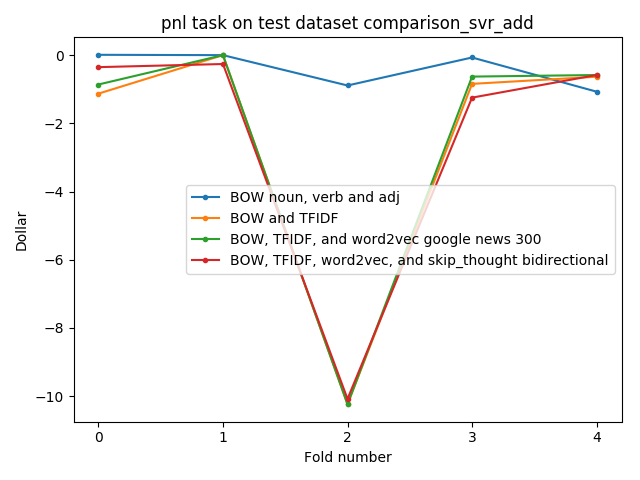 pnl task on test dataset comparison_svr_add
0
−2
−4
−6
−8
−10
Dollar
BOW noun, verb and adj
BOW and TFIDF
BOW, TFIDF, and word2vec google news 300
BOW, TFIDF, word2vec, and skip_thought bidirectional
0 1 2 3 4
Fold number